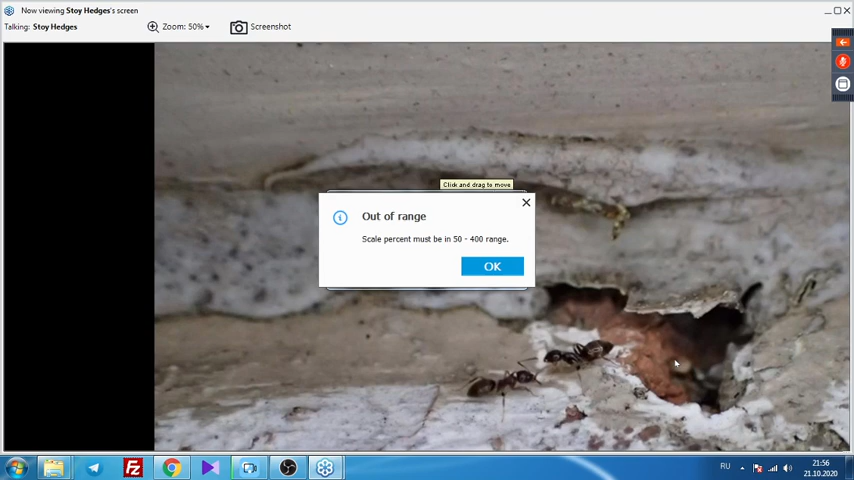 Now viewing Stoy Hedges's screen
Talking: Stoy Hedges
Zoom: 50%
Screenshot
Click and drag to move
Out of range
Scale percent must be in 50 - 400 range.
OK
RU
21:56
21.10.2020